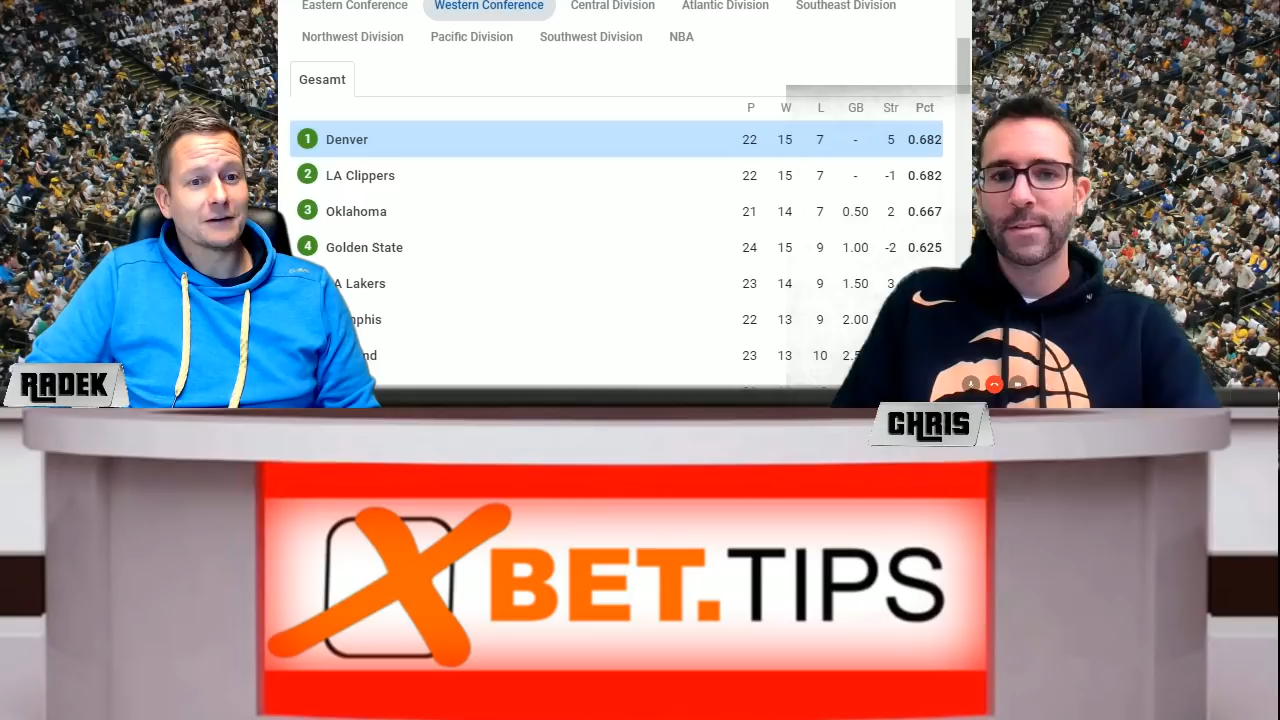 Eastern Conference Western Conference Central Division Atlantic Division Southeast Division
Northwest Division Pacific Division Southwest Division NBA
Gesamt
P W L GB Str Pct
1 Denver 22 15 7 - 5 0.682
2 LA Clippers 22 15 7 - -1 0.682
3 Oklahoma 21 14 7 0.50 2 0.667
4 Golden State 24 15 9 1.00 -2 0.625
A Lakers 23 14 9 1.50 3
phis 22 13 9 2.00
nd 23 13 10 2.5
RADEK
CHRIS
BET.TIPS